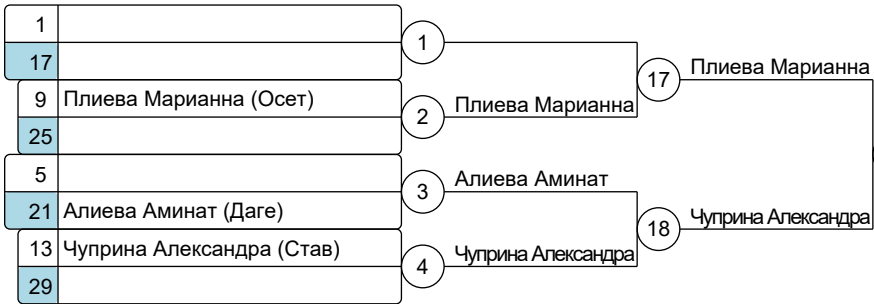 1
17
1
9 Плиева Марианна (Осет)
25
2
Плиева Марианна
17
Плиева Марианна
5
21 Алиева Аминат (Даге)
3
Алиева Аминат
13 Чуприна Александра (Став)
29
4
Чуприна Александра
18
Чуприна Александра